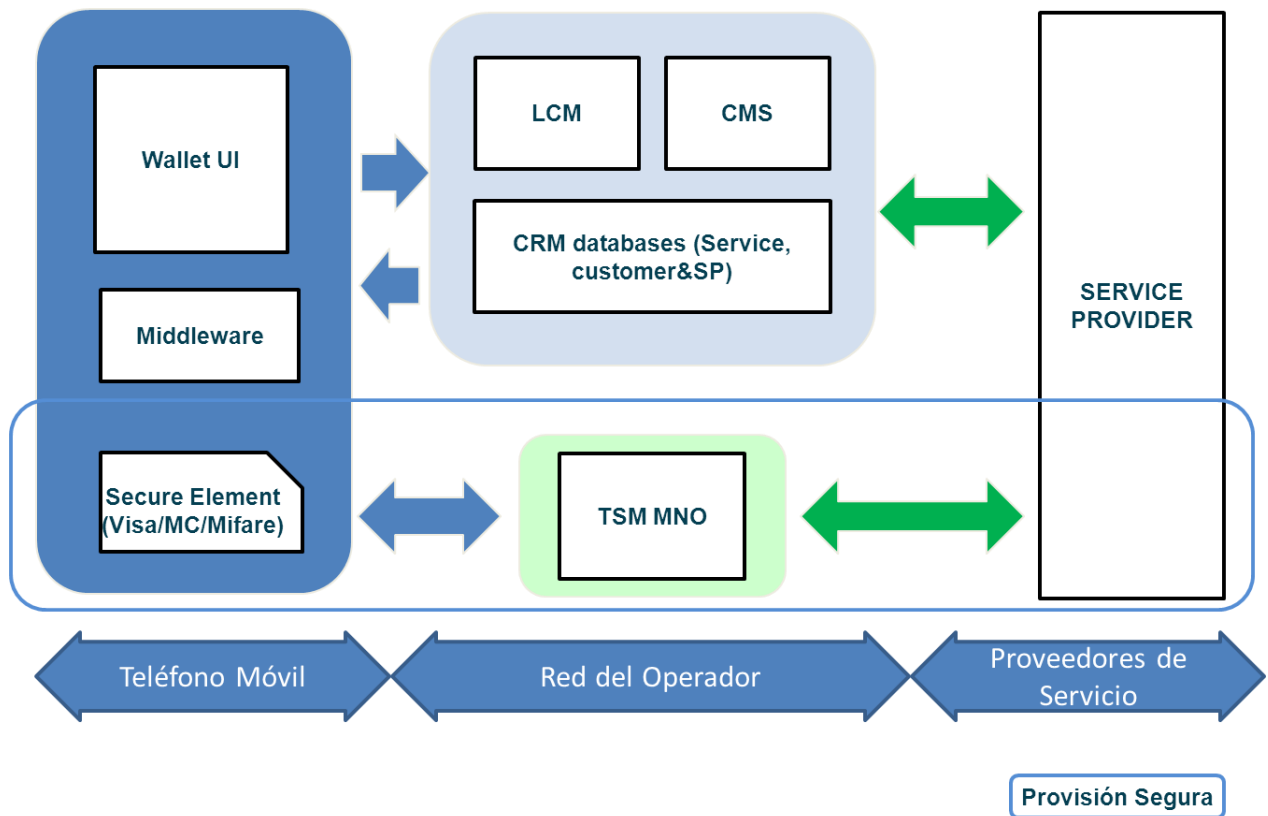 Wallet UI
LCM
CMS
CRM databases (Service,
customer&SP)
Middleware
SERVICE
PROVIDER
Secure Element
(Visa/MC/Mifare)
TSM MNO
Teléfono Móvil
Red del Operador
Proveedores de
Servicio
Provisión Segura